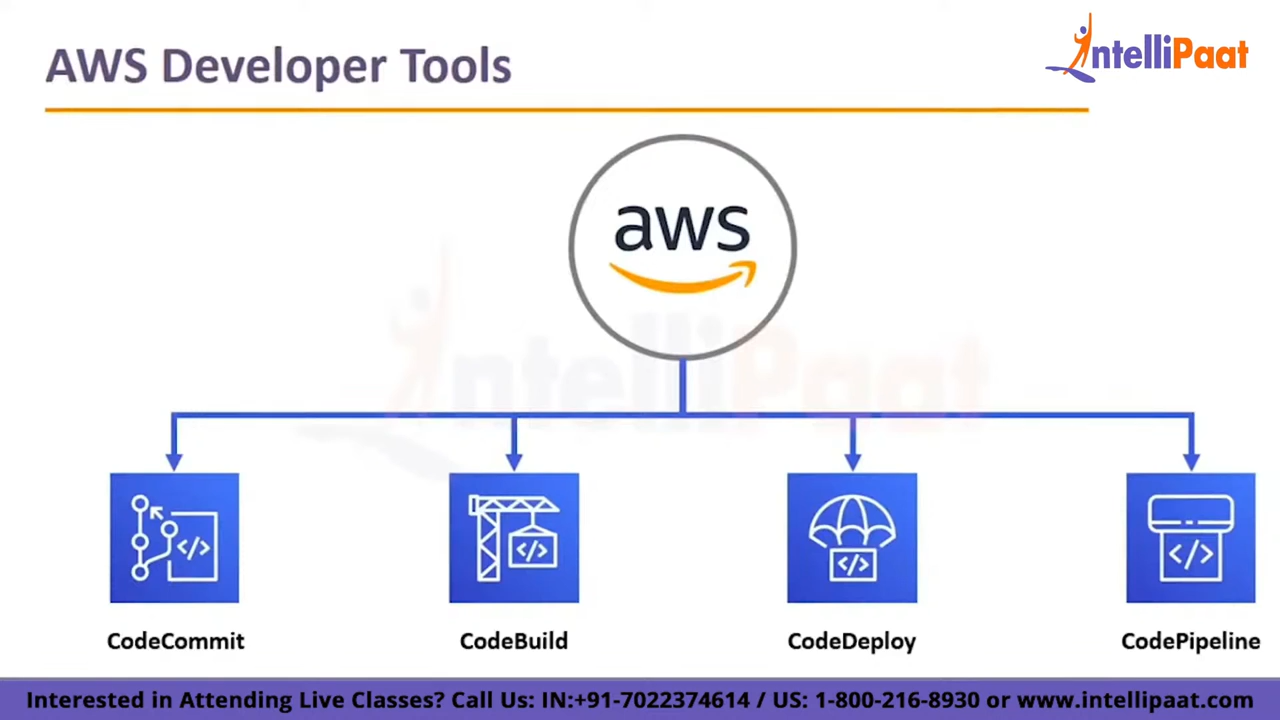 AWS Developer Tools
IntelliPaat
aws
IntelliPaat
</>
</>
</>
</>
CodeCommit
CodeBuild
CodeDeploy
CodePipeline
Interested in Attending Live Classes? Call Us: IN:+91-7022374614 / US: 1-800-216-8930 or www.intellipaat.com